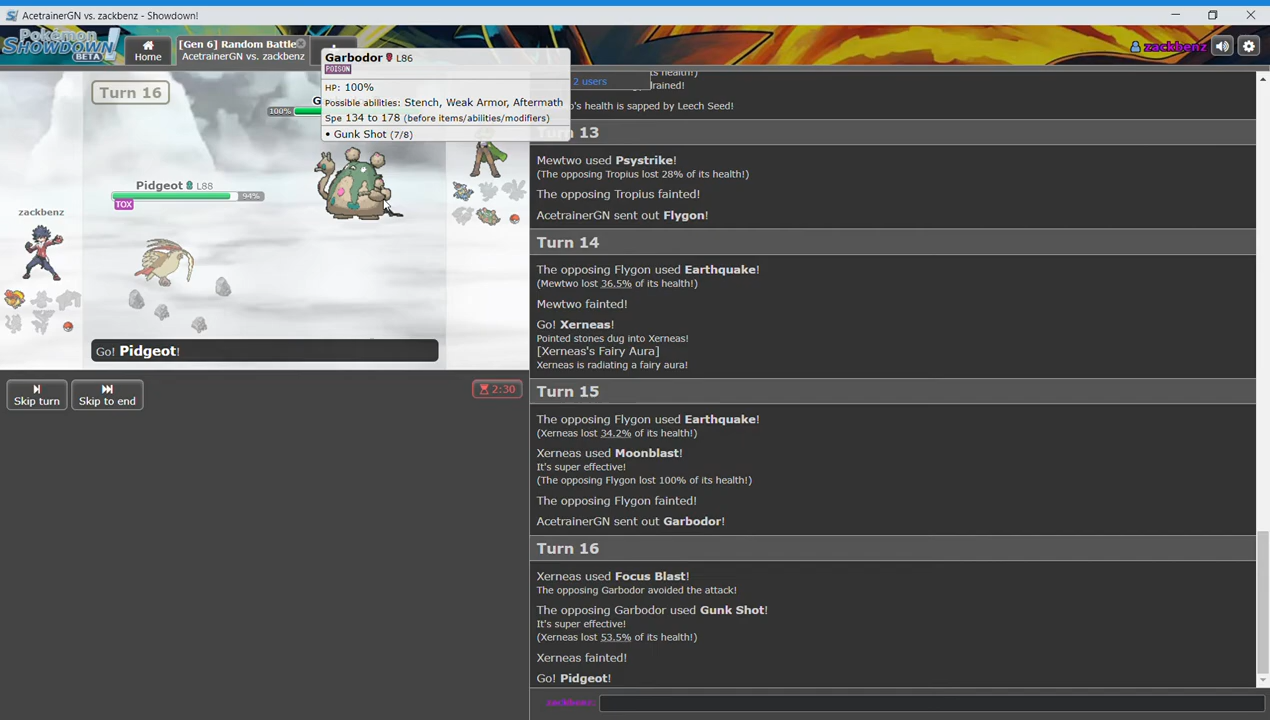 AcetrainerGN vs. zackbenz - Showdown!
Pokémon
SHOWDOWN!
BETA
Home
[Gen 6] Random Battle
AcetrainerGN vs. zackbenz
zackbenz
Garbodor L86
POISON
HP: 100%
Possible abilities: Stench, Weak Armor, Aftermath
Spe 134 to 178 (before items/abilities/modifiers)
• Gunk Shot (7/8)
2 users
Turn 16
G
100%
Pidgeot L88
94%
TOX
zackbenz
Go! Pidgeot!
Skip turn
Skip to end
2:30
ts health!)
rained!
o's health is sapped by Leech Seed!
Turn 13
Mewtwo used Psystrike!
(The opposing Tropius lost 28% of its health!)
The opposing Tropius fainted!
AcetrainerGN sent out Flygon!
Turn 14
The opposing Flygon used Earthquake!
(Mewtwo lost 36.5% of its health!)
Mewtwo fainted!
Go! Xerneas!
Pointed stones dug into Xerneas!
[Xerneas's Fairy Aura]
Xerneas is radiating a fairy aura!
Turn 15
The opposing Flygon used Earthquake!
(Xerneas lost 34.2% of its health!)
Xerneas used Moonblast!
It's super effective!
(The opposing Flygon lost 100% of its health!)
The opposing Flygon fainted!
AcetrainerGN sent out Garbodor!
Turn 16
Xerneas used Focus Blast!
The opposing Garbodor avoided the attack!
The opposing Garbodor used Gunk Shot!
It's super effective!
(Xerneas lost 53.5% of its health!)
Xerneas fainted!
Go! Pidgeot!
zackbenz: